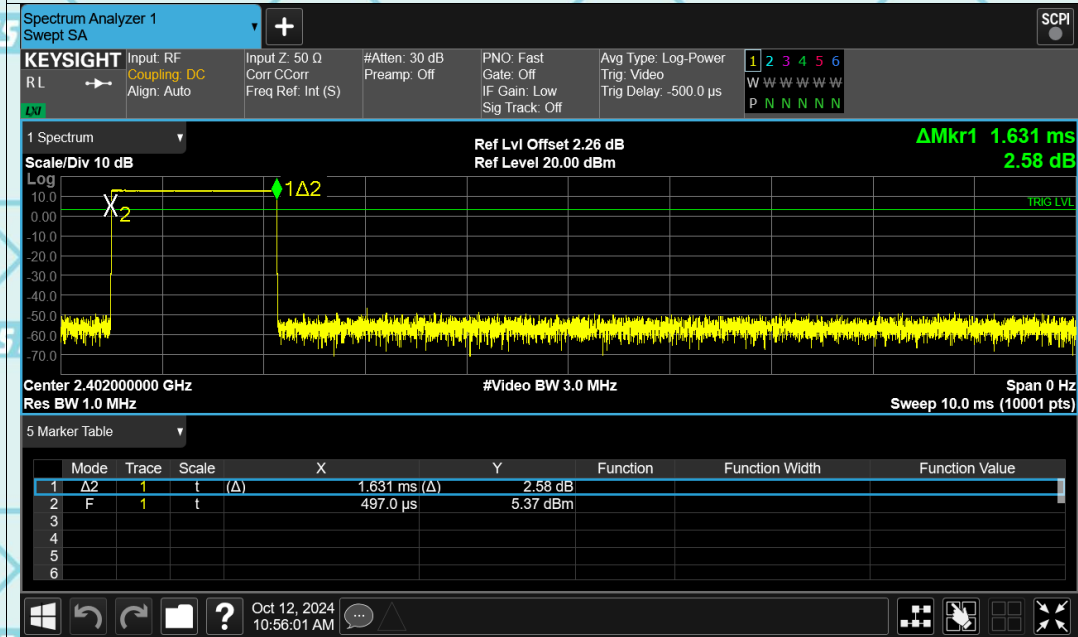 Spectrum Analyzer 1
Swept SA
+
SCPI
KEYSIGHT
R L
LXI
Input: RF
Coupling: DC
Align: Auto
Input Z: 50 Ω
Corr CCorr
Freq Ref: Int (S)
#Atten: 30 dB
Preamp: Off
PNO: Fast
Gate: Off
IF Gain: Low
Sig Track: Off
Avg Type: Log-Power
Trig: Video
Trig Delay: -500.0 µs
1 2 3 4 5 6
W W W W W W
P N N N N N
1 Spectrum
Scale/Div 10 dB
Log
Ref Lvl Offset 2.26 dB
Ref Level 20.00 dBm
ΔMkr1 1.631 ms
2.58 dB
1Δ2
X2
TRIG LVL
10.0
0.00
-10.0
-20.0
-30.0
-40.0
-50.0
-60.0
-70.0
Center 2.402000000 GHz
#Video BW 3.0 MHz
Span 0 Hz
Res BW 1.0 MHz
Sweep 10.0 ms (10001 pts)
5 Marker Table
Mode Trace Scale X Y Function Function Width Function Value
1 Δ2 1 t (Δ) 1.631 ms (Δ) 2.58 dB
2 F 1 t 497.0 µs 5.37 dBm
3
4
5
6
?
Oct 12, 2024
10:56:01 AM